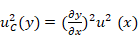 u_c^2(y) = (∂y/∂x)^2 u^2 (x)